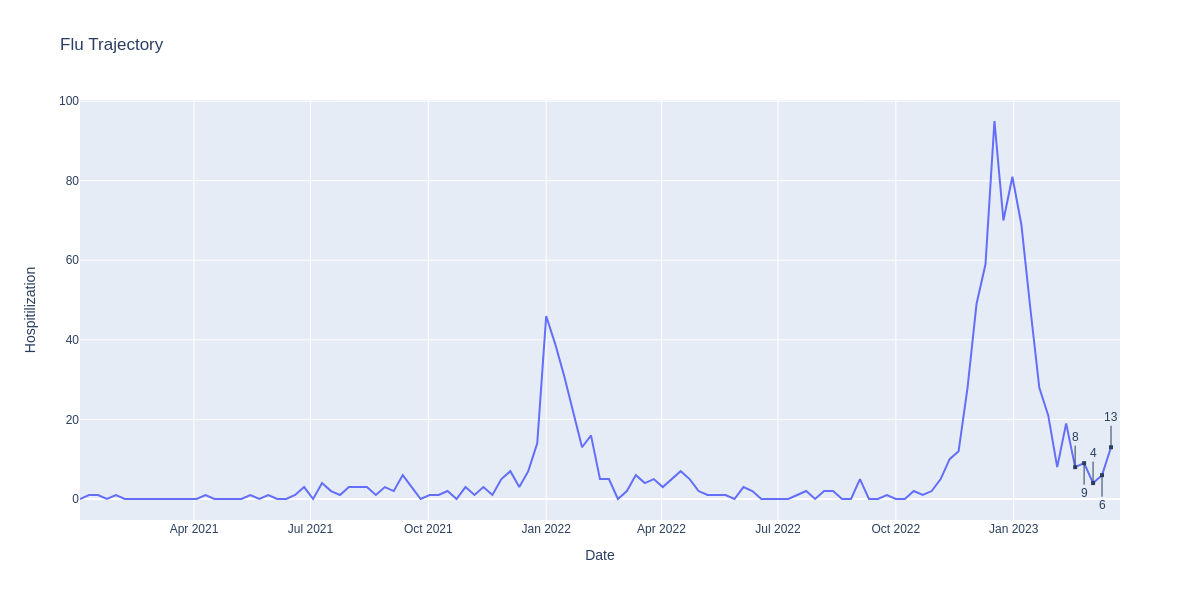 Flu Trajectory
100
80
60
40
20
0
Hospitilization
13
8
4
9
6
Apr 2021
Jul 2021
Oct 2021
Jan 2022
Apr 2022
Jul 2022
Oct 2022
Jan 2023
Date